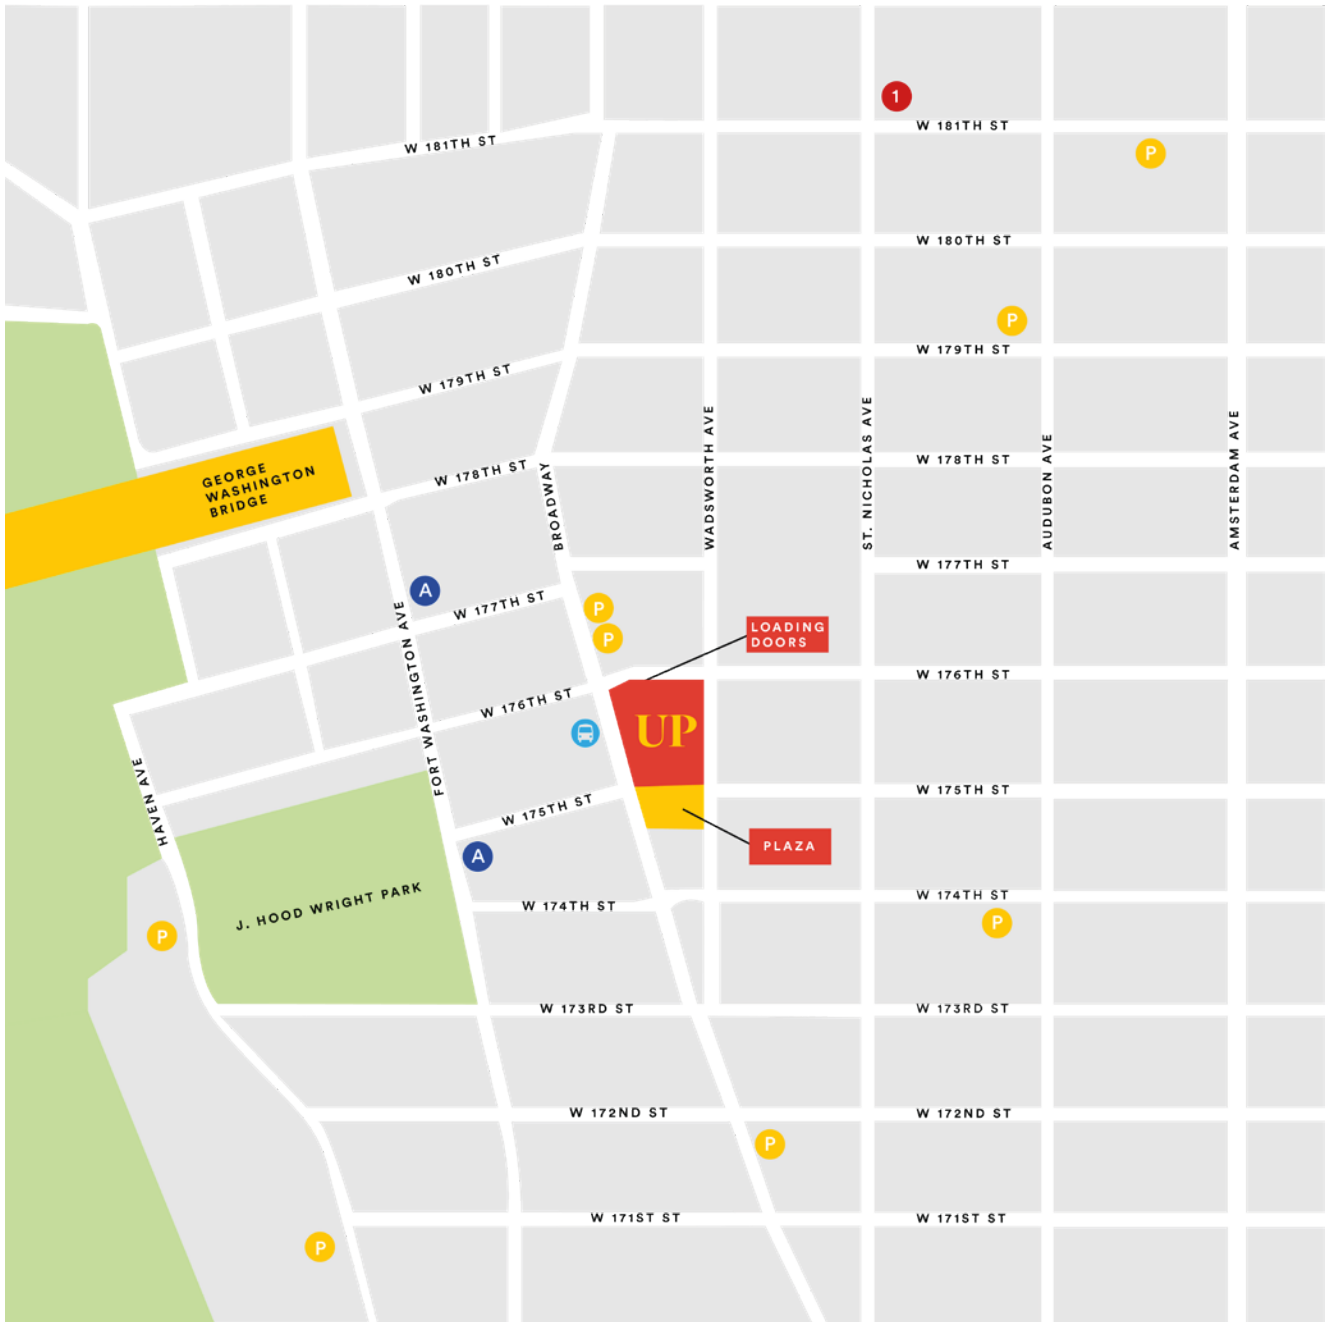 1
W 181TH ST
W 181TH ST
P
W 180TH ST
W 180TH ST
P
W 179TH ST
W 179TH ST
WADSWORTH AVE
ST. NICHOLAS AVE
AUDUBON AVE
AMSTERDAM AVE
W 178TH ST
W 178TH ST
GEORGE
WASHINGTON
BRIDGE
BROADWAY
W 177TH ST
A
W 177TH ST
P
P
FORT WASHINGTON AVE
LOADING
DOORS
W 176TH ST
W 176TH ST
UP
HAVEN AVE
W 175TH ST
W 175TH ST
PLAZA
A
J. HOOD WRIGHT PARK
W 174TH ST
W 174TH ST
P
P
W 173RD ST
W 173RD ST
W 172ND ST
W 172ND ST
P
W 171ST ST
W 171ST ST
P